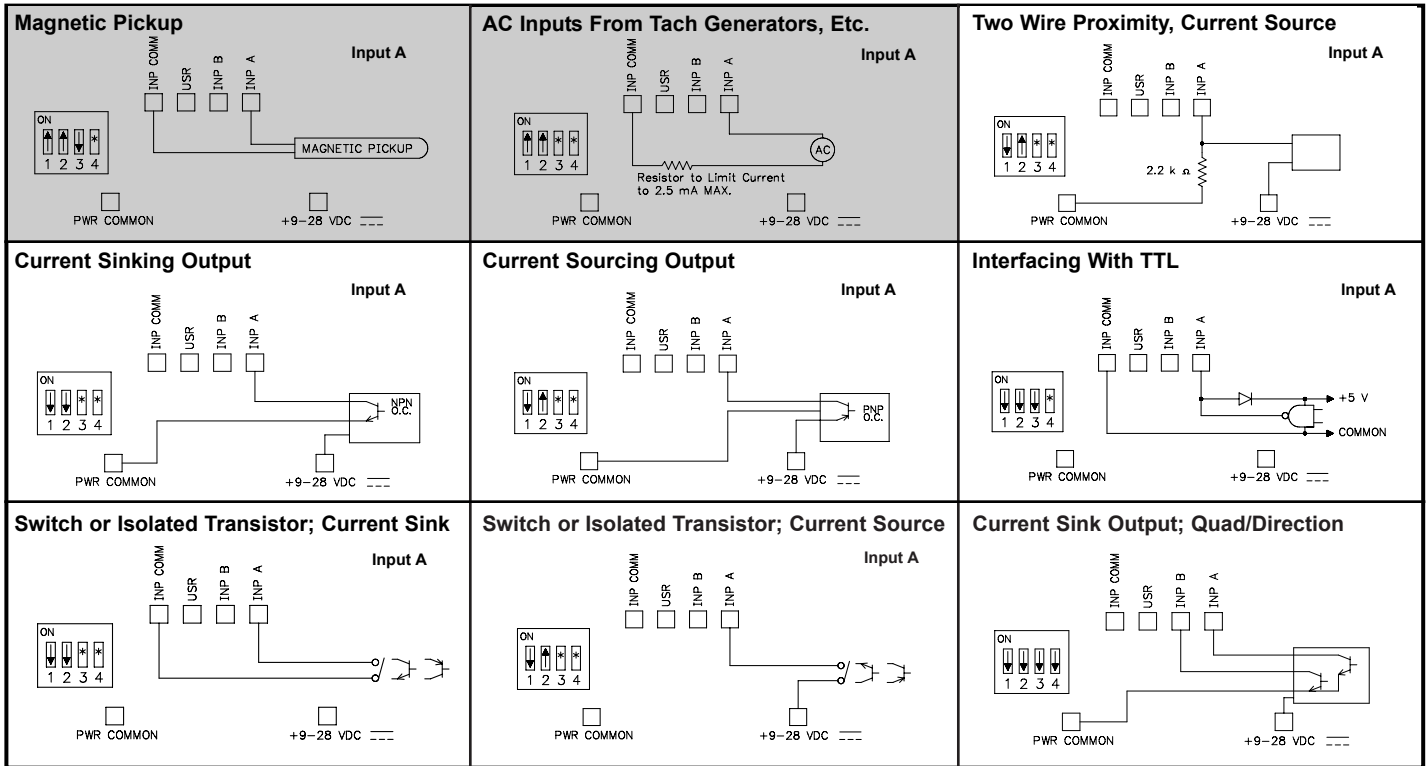 Magnetic Pickup
Input A
INP COMM
USR
INP B
INP A
ON
* 
1 2 3 4
MAGNETIC PICKUP
PWR COMMON
+9-28 VDC
AC Inputs From Tach Generators, Etc.
Input A
INP COMM
USR
INP B
INP A
ON
* *
1 2 3 4
AC
Resistor to Limit Current
to 2.5 mA MAX.
PWR COMMON
+9-28 VDC
Two Wire Proximity, Current Source
Input A
INP COMM
USR
INP B
INP A
ON
* *
1 2 3 4
2.2 k Ω
PWR COMMON
+9-28 VDC
Current Sinking Output
Input A
INP COMM
USR
INP B
INP A
ON
* *
1 2 3 4
NPN
O.C.
PWR COMMON
+9-28 VDC
Current Sourcing Output
Input A
INP COMM
USR
INP B
INP A
ON
* *
1 2 3 4
PNP
O.C.
PWR COMMON
+9-28 VDC
Interfacing With TTL
Input A
INP COMM
USR
INP B
INP A
ON
*
1 2 3 4
+5 V
COMMON
PWR COMMON
+9-28 VDC
Switch or Isolated Transistor; Current Sink
Input A
INP COMM
USR
INP B
INP A
ON
* *
1 2 3 4
PWR COMMON
+9-28 VDC
Switch or Isolated Transistor; Current Source
Input A
INP COMM
USR
INP B
INP A
ON
* *
1 2 3 4
PWR COMMON
+9-28 VDC
Current Sink Output; Quad/Direction
INP COMM
USR
INP B
INP A
ON
1 2 3 4
PWR COMMON
+9-28 VDC